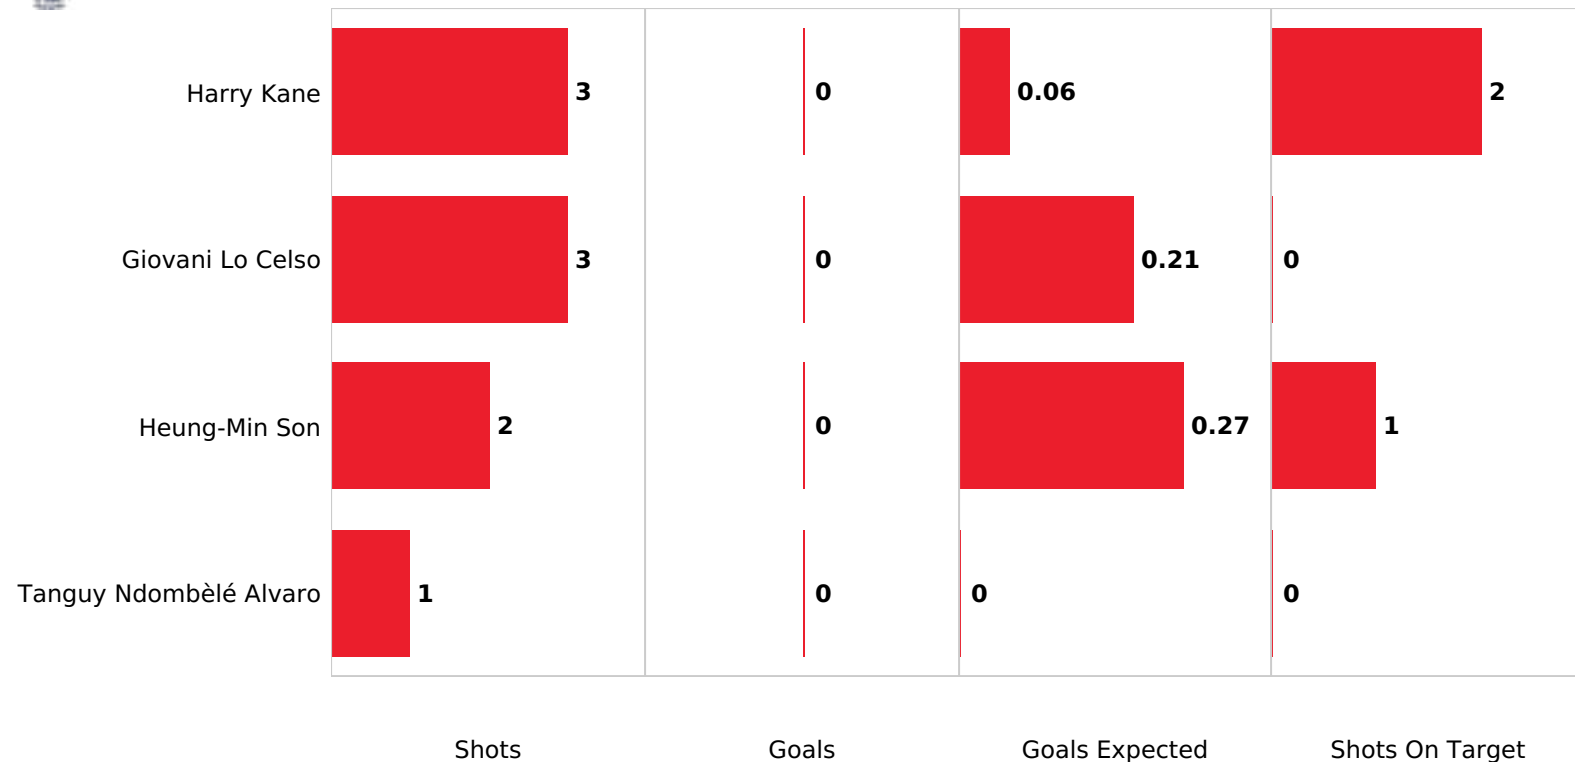 Harry Kane 3 0 0.06 2
Giovani Lo Celso 3 0 0.21 0
Heung-Min Son 2 0 0.27 1
Tanguy Ndombèlé Alvaro 1 0 0 0
Shots Goals Goals Expected Shots On Target